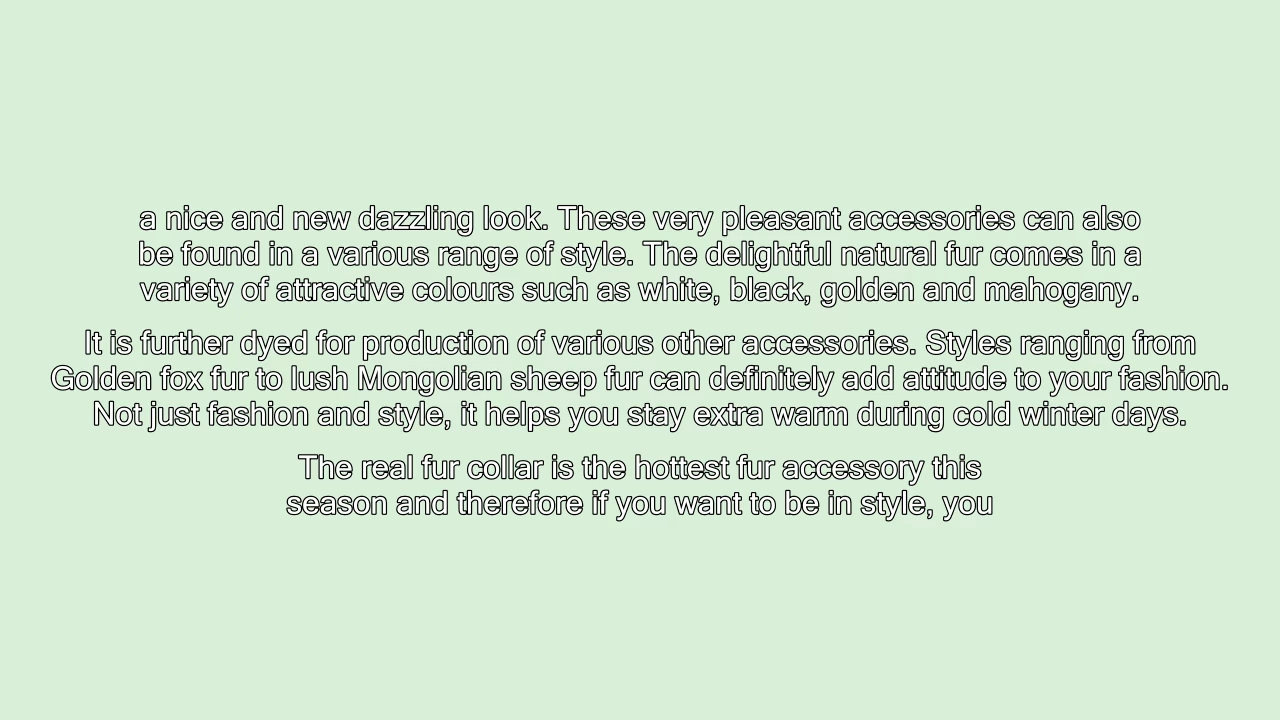 a nice and new dazzling look. These very pleasant accessories can also
be found in a various range of style. The delightful natural fur comes in a
variety of attractive colours such as white, black, golden and mahogany.
It is further dyed for production of various other accessories. Styles ranging from
Golden fox fur to lush Mongolian sheep fur can definitely add attitude to your fashion.
Not just fashion and style, it helps you stay extra warm during cold winter days.
The real fur collar is the hottest fur accessory this
season and therefore if you want to be in style, you